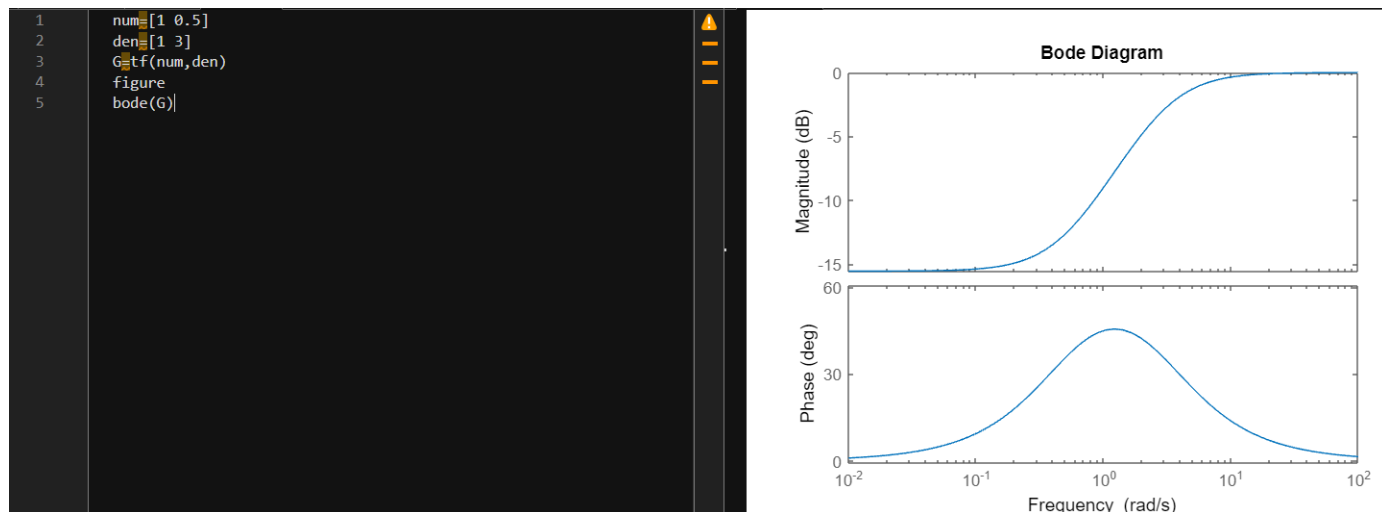 1 num=[1 0.5]
2 den=[1 3]
3 G=tf(num,den)
4 figure
5 bode(G)
Bode Diagram
Magnitude (dB)
0
-5
-10
-15
Phase (deg)
60
30
0
10-2 10-1 100 101 102
Frequency (rad/s)